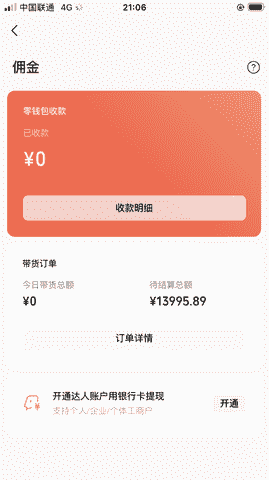 中国联通 4G 21:06
佣金
?
零钱包收款
已收款
¥0
收款明细
带货订单
今日带货总额 待结算总额
¥0 ¥13995.89
订单详情
开通达人账户用银行卡提现
支持个人/企业/个体工商户
开通